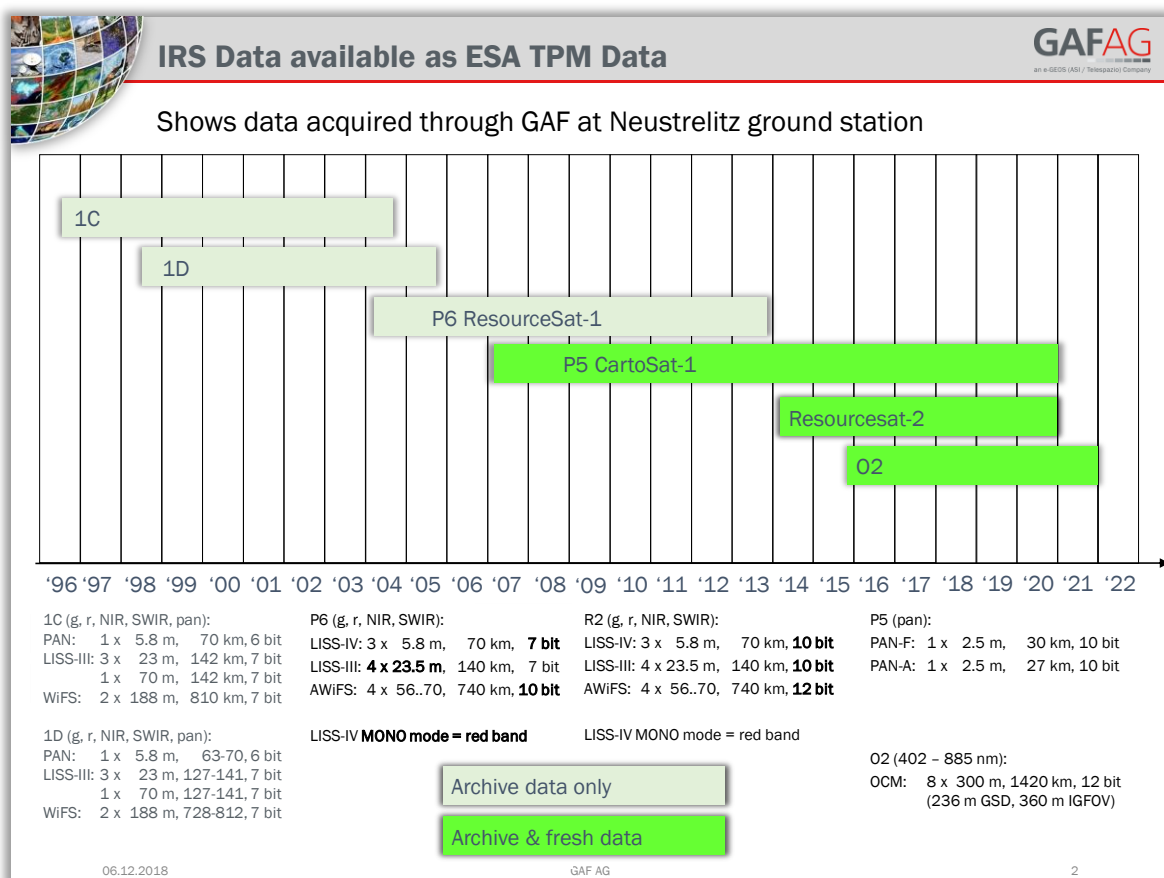 IRS Data available as ESA TPM Data
GAFAG
an e-GEOS (ASI / Telespazio) Company
Shows data acquired through GAF at Neustrelitz ground station
1C
1D
P6 ResourceSat-1
P5 CartoSat-1
Resourcesat-2
O2
‘96 ‘97 ‘98 ‘99 ‘00 ‘01 ‘02 ‘03 ‘04 ‘05 ‘06 ‘07 ‘08 ‘09 ‘10 ‘11 ‘12 ‘13 ‘14 ‘15 ‘16 ‘17 ‘18 ‘19 ‘20 ‘21 ‘22
1C (g, r, NIR, SWIR, pan):
PAN: 1 x 5.8 m, 70 km, 6 bit
LISS-III: 3 x 23 m, 142 km, 7 bit
1 x 70 m, 142 km, 7 bit
WiFS: 2 x 188 m, 810 km, 7 bit
1D (g, r, NIR, SWIR, pan):
PAN: 1 x 5.8 m, 63-70, 6 bit
LISS-III: 3 x 23 m, 127-141, 7 bit
1 x 70 m, 127-141, 7 bit
WiFS: 2 x 188 m, 728-812, 7 bit
P6 (g, r, NIR, SWIR):
LISS-IV: 3 x 5.8 m, 70 km, 7 bit
LISS-III: 4 x 23.5 m, 140 km, 7 bit
AWiFS: 4 x 56..70, 740 km, 10 bit
LISS-IV MONO mode = red band
R2 (g, r, NIR, SWIR):
LISS-IV: 3 x 5.8 m, 70 km, 10 bit
LISS-III: 4 x 23.5 m, 140 km, 10 bit
AWiFS: 4 x 56..70, 740 km, 12 bit
LISS-IV MONO mode = red band
P5 (pan):
PAN-F: 1 x 2.5 m, 30 km, 10 bit
PAN-A: 1 x 2.5 m, 27 km, 10 bit
O2 (402 – 885 nm):
OCM: 8 x 300 m, 1420 km, 12 bit
(236 m GSD, 360 m IGFOV)
Archive data only
Archive & fresh data
06.12.2018
GAF AG
2